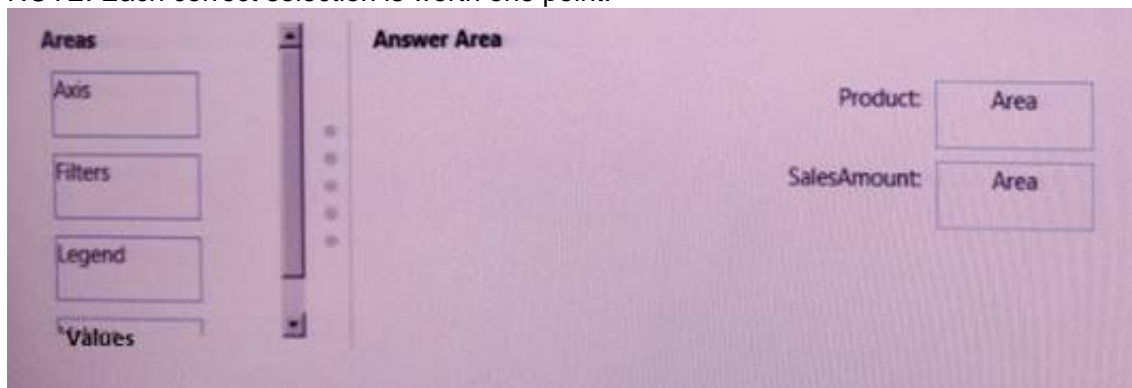 Areas
Answer Area
Axis
Product:
Area
Filters
SalesAmount:
Area
Legend
Values